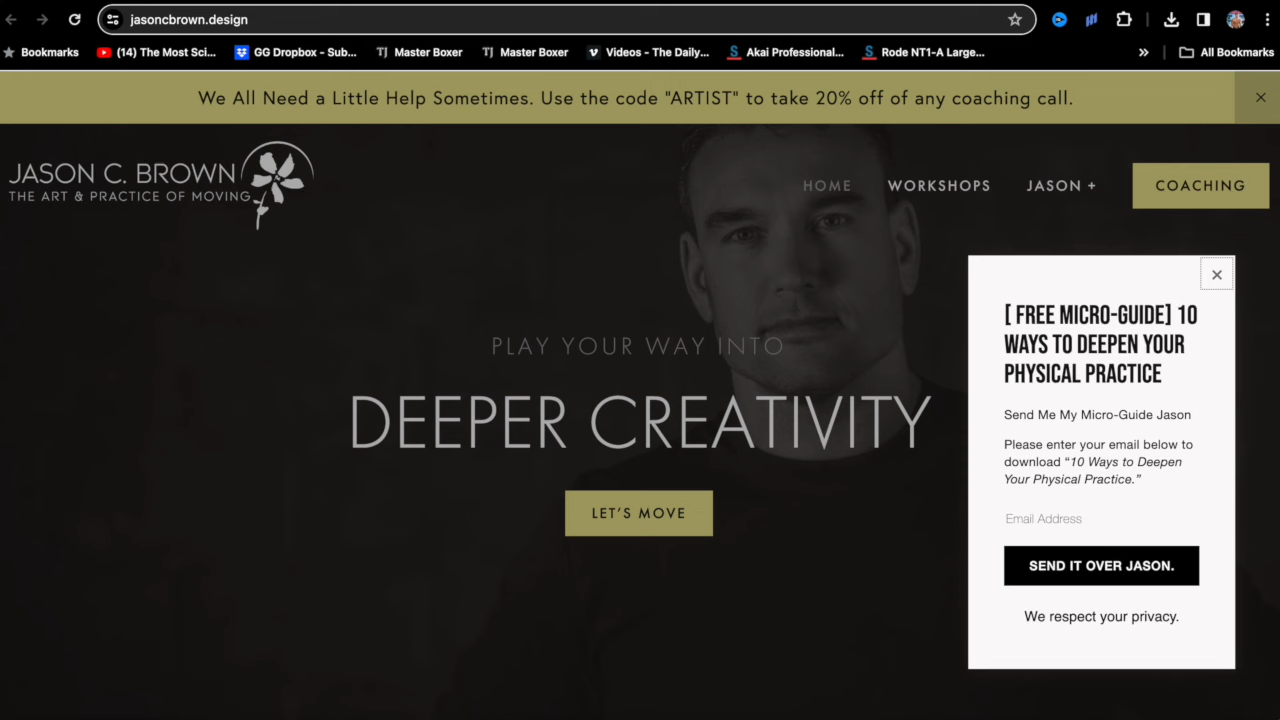 jasoncbrown.design
Bookmarks
(14) The Most Sci...
GG Dropbox - Sub...
TJ Master Boxer
TJ Master Boxer
Videos - The Daily...
Akai Professional...
Rode NT1-A Large...
All Bookmarks
We All Need a Little Help Sometimes. Use the code "ARTIST" to take 20% off of any coaching call.
JASON C. BROWN
THE ART & PRACTICE OF MOVING
HOME
WORKSHOPS
JASON +
COACHING
PLAY YOUR WAY INTO
DEEPER CREATIVITY
LET'S MOVE
[ FREE MICRO-GUIDE] 10
WAYS TO DEEPEN YOUR
PHYSICAL PRACTICE
Send Me My Micro-Guide Jason
Please enter your email below to
download “10 Ways to Deepen
Your Physical Practice.”
Email Address
SEND IT OVER JASON.
We respect your privacy.